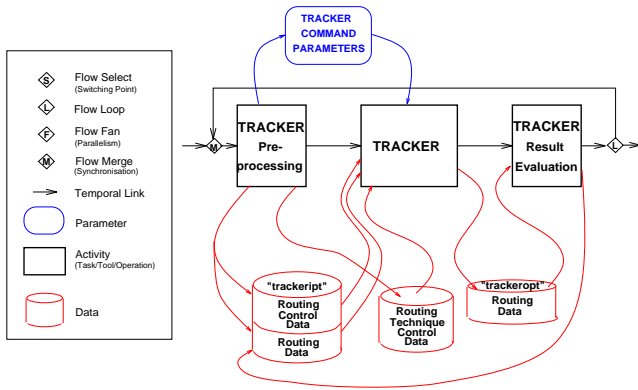 S
Flow Select
(Switching Point)
L
Flow Loop
F
Flow Fan
(Parallelism)
M
Flow Merge
(Synchronisation)
Temporal Link
Parameter
Activity
(Task/Tool/Operation)
Data
TRACKER
COMMAND
PARAMETERS
M
TRACKER
Pre-
processing
TRACKER
TRACKER
Result
Evaluation
L
"trackeript"
Routing
Control
Data
Routing
Data
Routing
Technique
Control
Data
"trackeropt"
Routing
Data